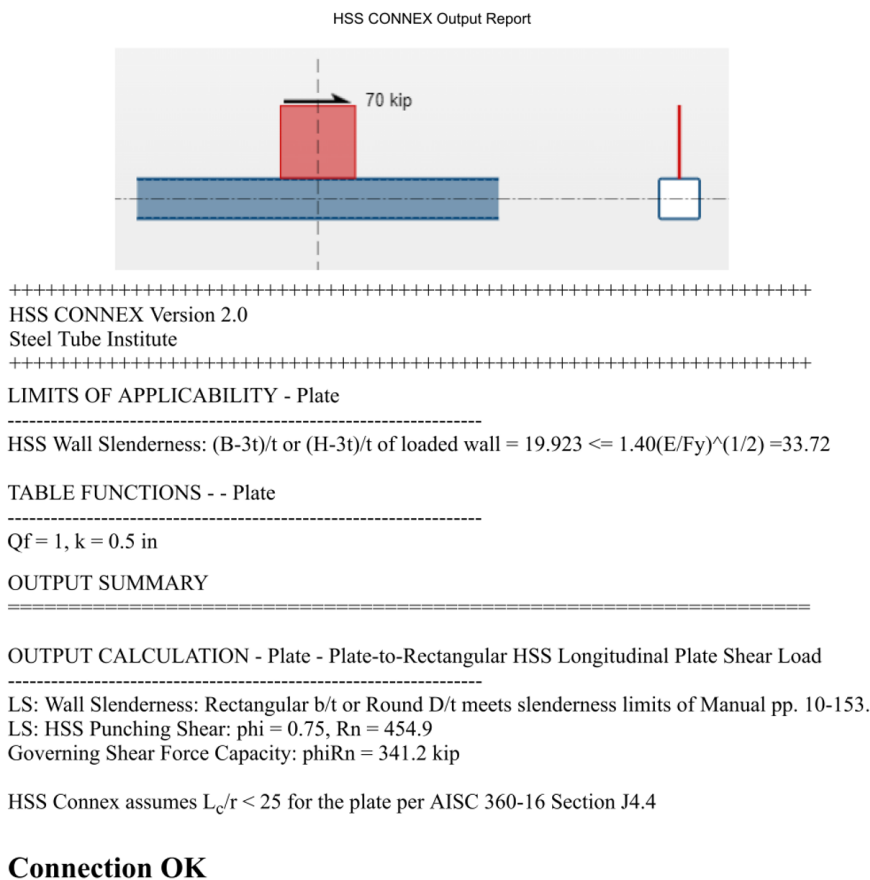 HSS CONNEX Output Report
70 kip
++++++++++++++++++++++++++++++++++++++++++++++++++++++++++++++++++
HSS CONNEX Version 2.0
Steel Tube Institute
++++++++++++++++++++++++++++++++++++++++++++++++++++++++++++++++++
LIMITS OF APPLICABILITY - Plate
------------------------------------------------------------------
HSS Wall Slenderness: (B-3t)/t or (H-3t)/t of loaded wall = 19.923 <= 1.40(E/Fy)^(1/2) =33.72
TABLE FUNCTIONS - - Plate
------------------------------------------------------------------
Qf = 1, k = 0.5 in
OUTPUT SUMMARY
==================================================================
OUTPUT CALCULATION - Plate - Plate-to-Rectangular HSS Longitudinal Plate Shear Load
------------------------------------------------------------------
LS: Wall Slenderness: Rectangular b/t or Round D/t meets slenderness limits of Manual pp. 10-153.
LS: HSS Punching Shear: phi = 0.75, Rn = 454.9
Governing Shear Force Capacity: phiRn = 341.2 kip
HSS Connex assumes Lc/r < 25 for the plate per AISC 360-16 Section J4.4
Connection OK